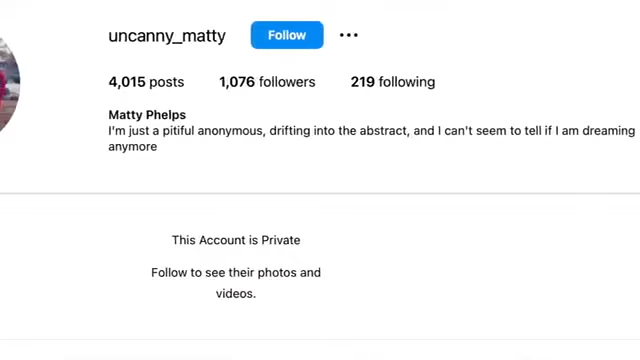 uncanny_matty Follow
4,015 posts 1,076 followers 219 following
Matty Phelps
I'm just a pitiful anonymous, drifting into the abstract, and I can't seem to tell if I am dreaming
anymore
This Account is Private
Follow to see their photos and
videos.